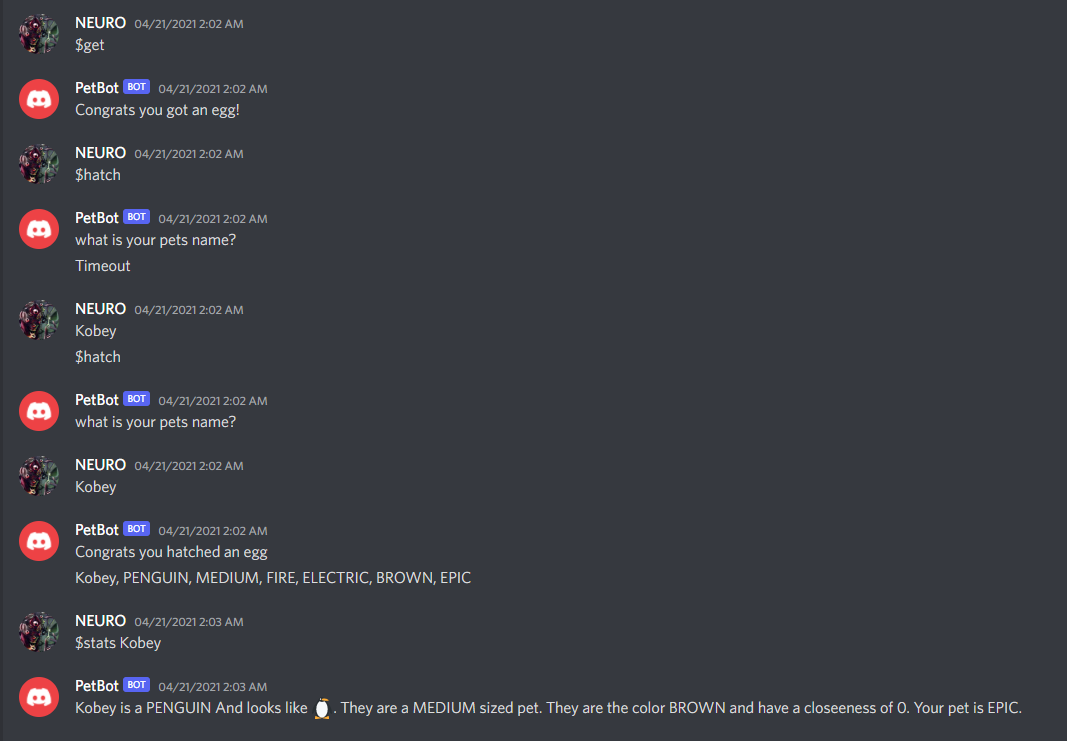 NEURO 04/21/2021 2:02 AM
$get
PetBot BOT 04/21/2021 2:02 AM
Congrats you got an egg!
NEURO 04/21/2021 2:02 AM
$hatch
PetBot BOT 04/21/2021 2:02 AM
what is your pets name?
Timeout
NEURO 04/21/2021 2:02 AM
Kobey
$hatch
PetBot BOT 04/21/2021 2:02 AM
what is your pets name?
NEURO 04/21/2021 2:02 AM
Kobey
PetBot BOT 04/21/2021 2:02 AM
Congrats you hatched an egg
Kobey, PENGUIN, MEDIUM, FIRE, ELECTRIC, BROWN, EPIC
NEURO 04/21/2021 2:03 AM
$stats Kobey
PetBot BOT 04/21/2021 2:03 AM
Kobey is a PENGUIN And looks like 🐧. They are a MEDIUM sized pet. They are the color BROWN and have a closeeness of 0. Your pet is EPIC.